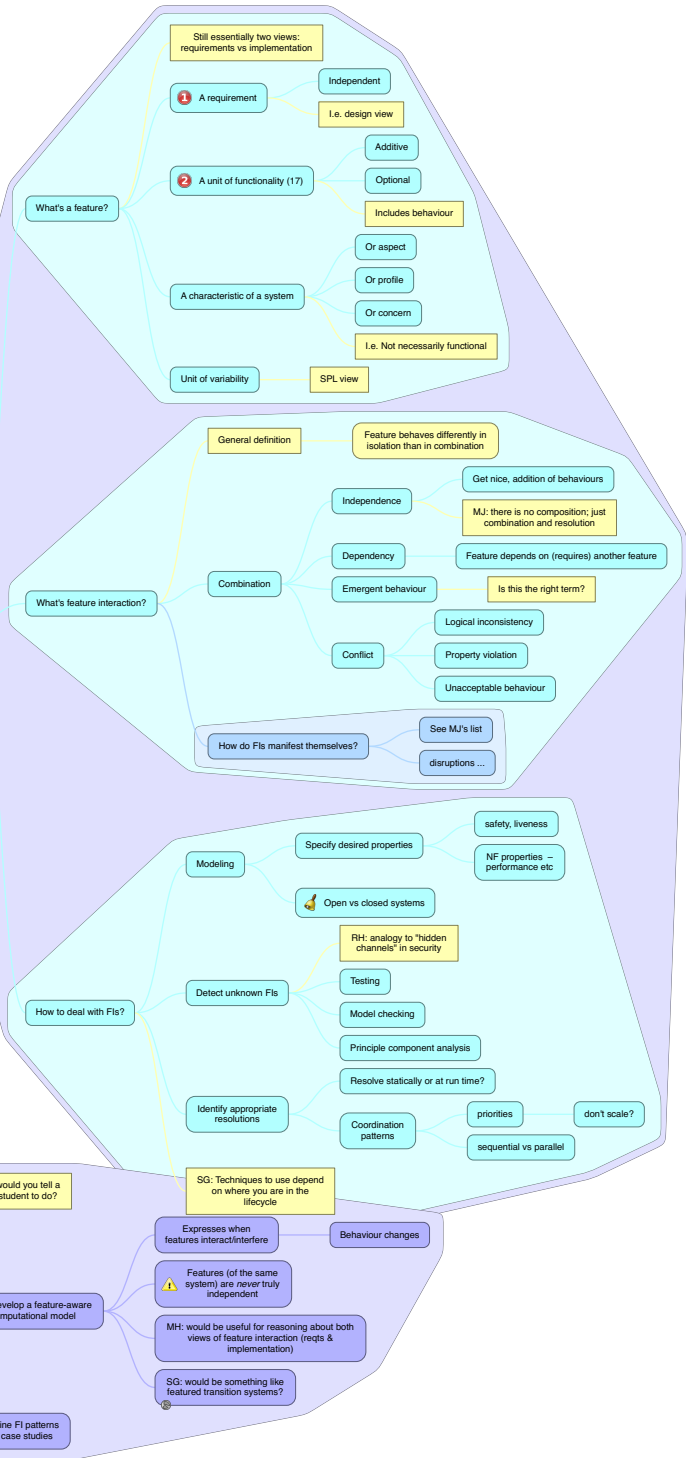 Still essentially two views:
requirements vs implementation
1 A requirement
Independent
I.e. design view
What's a feature?
2 A unit of functionality (17)
Additive
Optional
Includes behaviour
A characteristic of a system
Or aspect
Or profile
Or concern
I.e. Not necessarily functional
Unit of variability
SPL view
What's feature interaction?
General definition
Feature behaves differently in
isolation than in combination
Combination
Independence
Get nice, addition of behaviours
MJ: there is no composition; just
combination and resolution
Dependency
Feature depends on (requires) another feature
Emergent behaviour
Is this the right term?
Conflict
Logical inconsistency
Property violation
Unacceptable behaviour
How do FIs manifest themselves?
See MJ's list
disruptions ...
How to deal with FIs?
Modeling
Specify desired properties
safety, liveness
NF properties –
performance etc
Open vs closed systems
Detect unknown FIs
RH: analogy to "hidden
channels" in security
Testing
Model checking
Principle component analysis
Identify appropriate
resolutions
Resolve statically or at run time?
Coordination
patterns
priorities
don't scale?
sequential vs parallel
SG: Techniques to use depend
on where you are in the
lifecycle
would you tell a
student to do?
evelop a feature-aware
mputational model
Expresses when
features interact/interfere
Behaviour changes
Features (of the same
system) are never truly
independent
MH: would be useful for reasoning about both
views of feature interaction (reqts &
implementation)
SG: would be something like
featured transition systems?
ine FI patterns
case studies